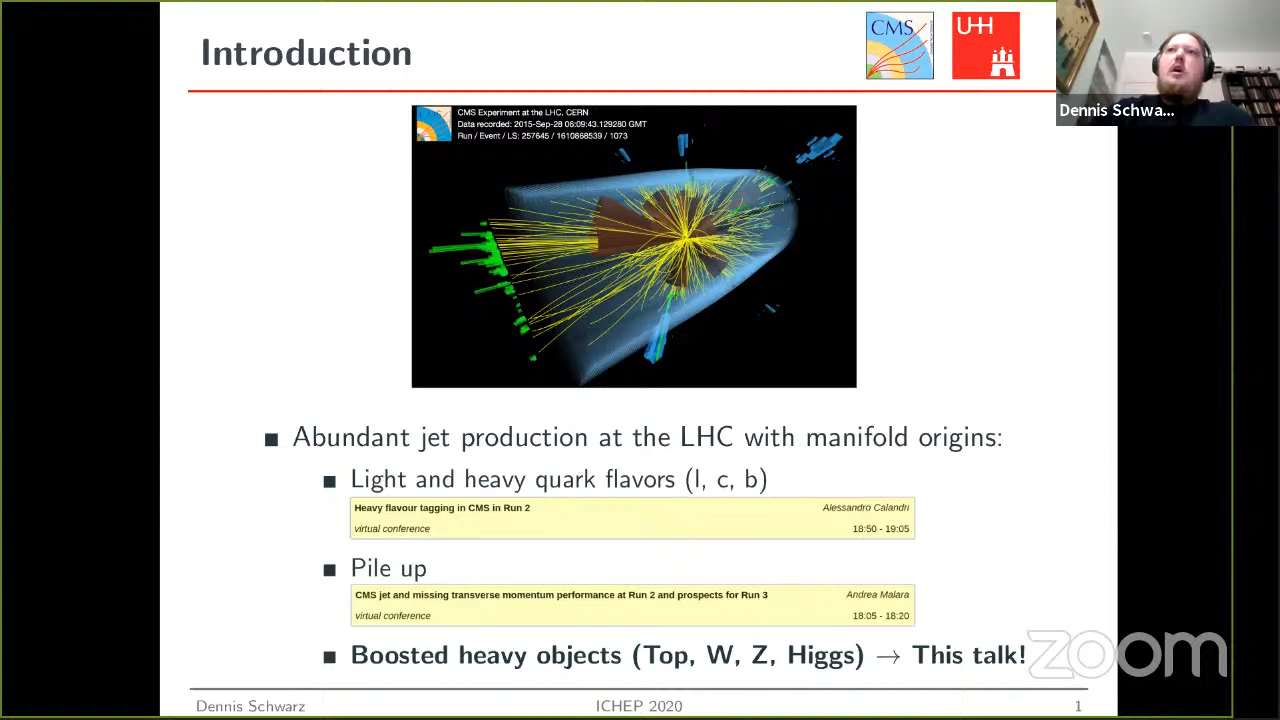 Introduction
CMS
UHH
Dennis Schwa...
CMS
CMS Experiment at the LHC, CERN
Data recorded: 2015-Sep-28 06:09:43.129280 GMT
Run / Event / LS: 257645 / 1610868539 / 1073
Abundant jet production at the LHC with manifold origins:
Light and heavy quark flavors (l, c, b)
Heavy flavour tagging in CMS in Run 2 Alessandro Calandri
virtual conference 18:50 - 19:05
Pile up
CMS jet and missing transverse momentum performance at Run 2 and prospects for Run 3 Andrea Malara
virtual conference 18:05 - 18:20
Boosted heavy objects (Top, W, Z, Higgs) → This talk!
zoom
Dennis Schwarz ICHEP 2020 1